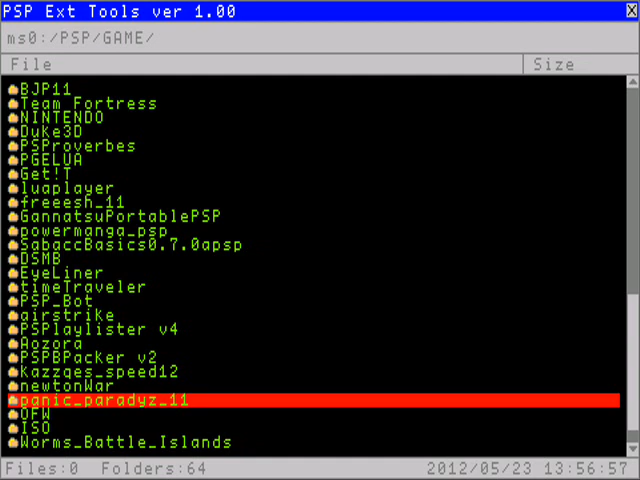 PSP Ext Tools ver 1.00
ms0:/PSP/GAME/
File Size
BJP11
Team Fortress
NINTENDO
Duke3D
PSProverbes
PGELUA
Get!T
luaplayer
freeesh_11
GannatsuPortablePSP
powermanga_psp
SabaccBasics0.7.0apsp
DSMB
EyeLiner
timeTraveler
PSP_Bot
airstrike
PSPlaylister v4
Aozora
PSPBPacker v2
Kazzges_speed12
newtonWar
panic_paradyz_11
OFW
ISO
Worms_Battle_Islands
Files:0 Folders:64 2012/05/23 13:56:57